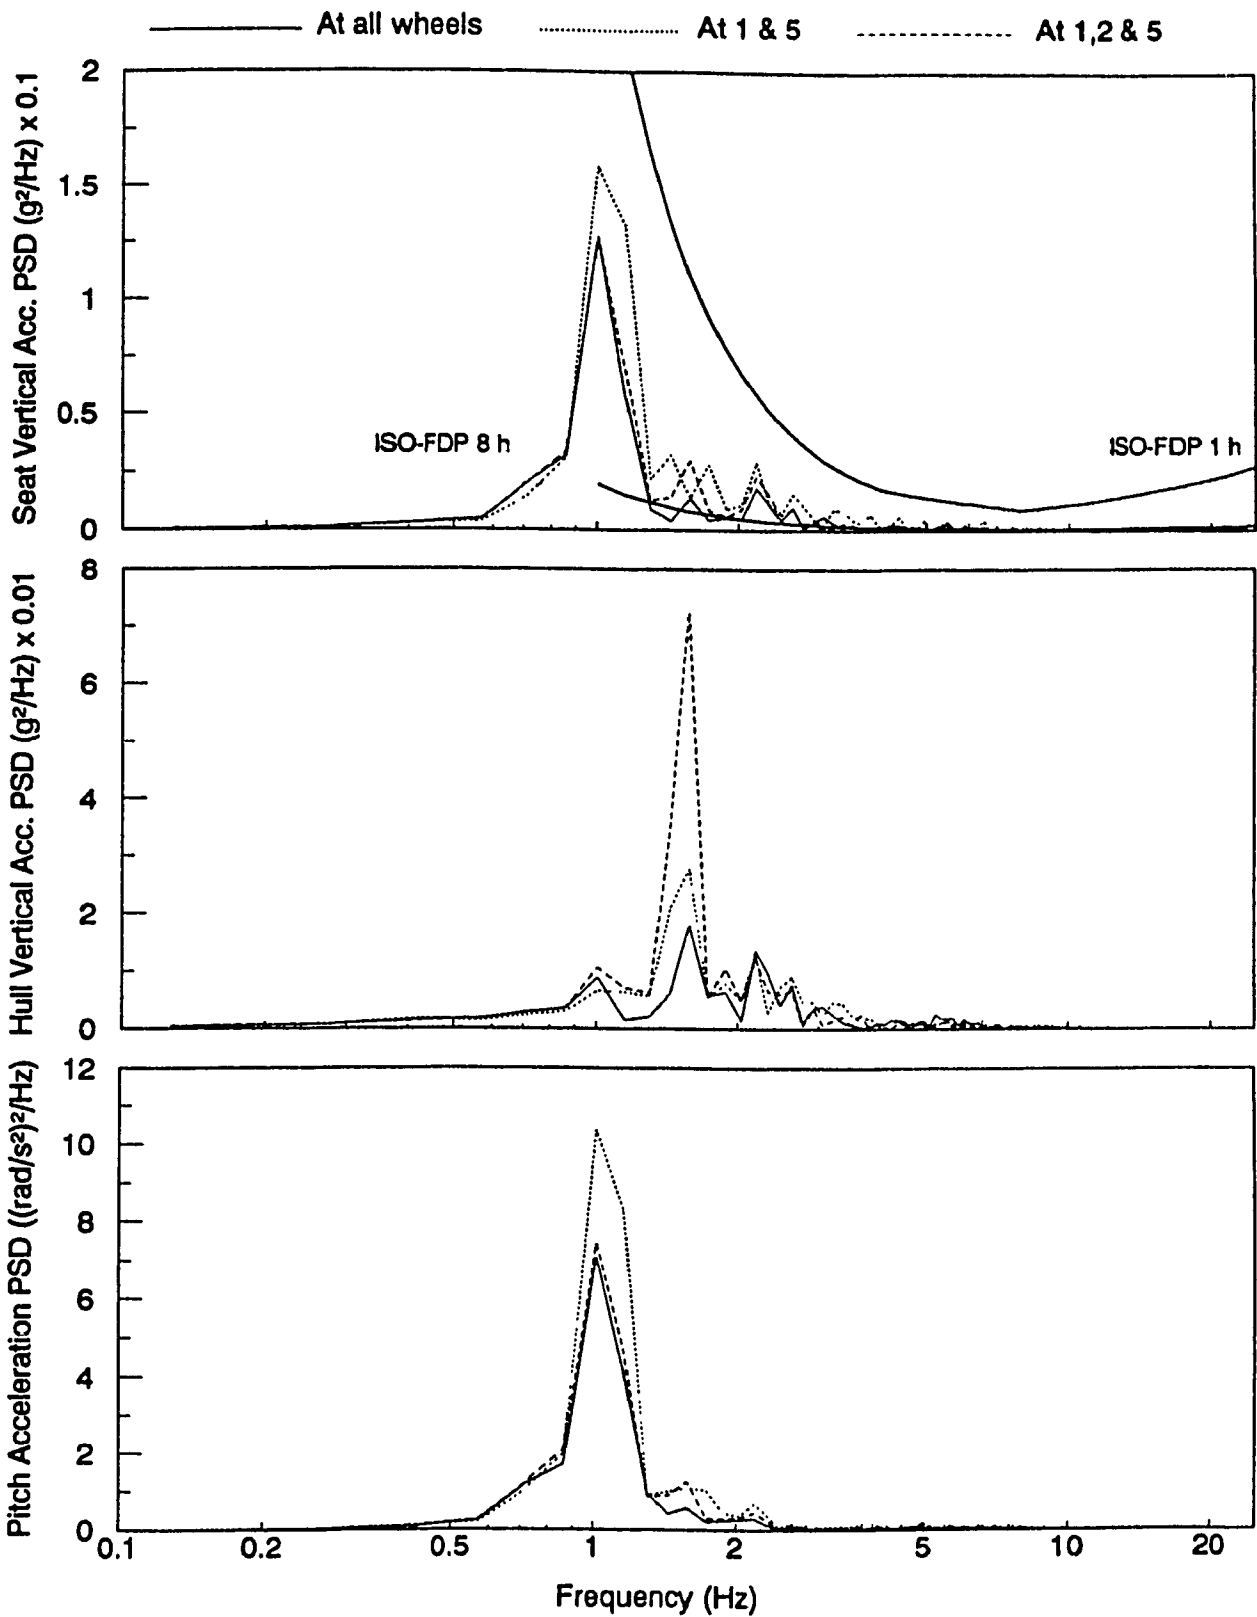 At all wheels At 1 & 5 At 1,2 & 5
Seat Vertical Acc. PSD (g²/Hz) x 0.1
2
1.5
1
0.5
0
ISO-FDP 8 h
ISO-FDP 1 h
Hull Vertical Acc. PSD (g²/Hz) x 0.01
8
6
4
2
0
Pitch Acceleration PSD ((rad/s²)²/Hz)
12
10
8
6
4
2
0
0.1 0.2 0.5 1 2 5 10 20
Frequency (Hz)